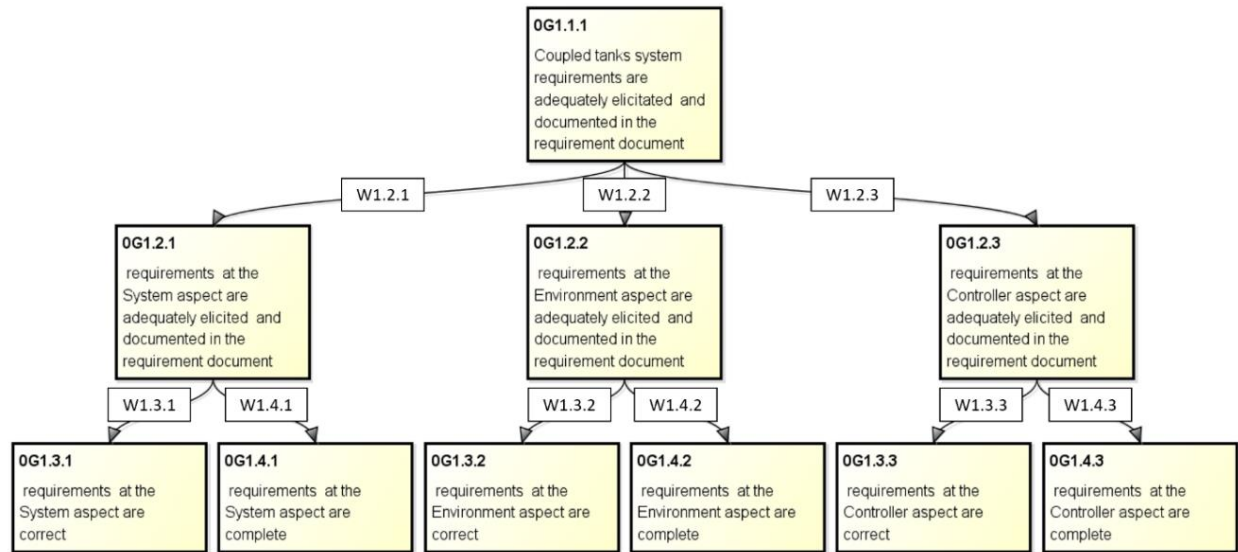 0G1.1.1
Coupled tanks system
requirements are
adequately elicitated and
documented in the
requirement document
W1.2.1
W1.2.2
W1.2.3
0G1.2.1
requirements at the
System aspect are
adequately elicited and
documented in the
requirement document
0G1.2.2
requirements at the
Environment aspect are
adequately elicited and
documented in the
requirement document
0G1.2.3
requirements at the
Controller aspect are
adequately elicited and
documented in the
requirement document
W1.3.1
W1.4.1
W1.3.2
W1.4.2
W1.3.3
W1.4.3
0G1.3.1
requirements at the
System aspect are
correct
0G1.4.1
requirements at the
System aspect are
complete
0G1.3.2
requirements at the
Environment aspect are
correct
0G1.4.2
requirements at the
Environment aspect are
complete
0G1.3.3
requirements at the
Controller aspect are
correct
0G1.4.3
requirements at the
Controller aspect are
complete